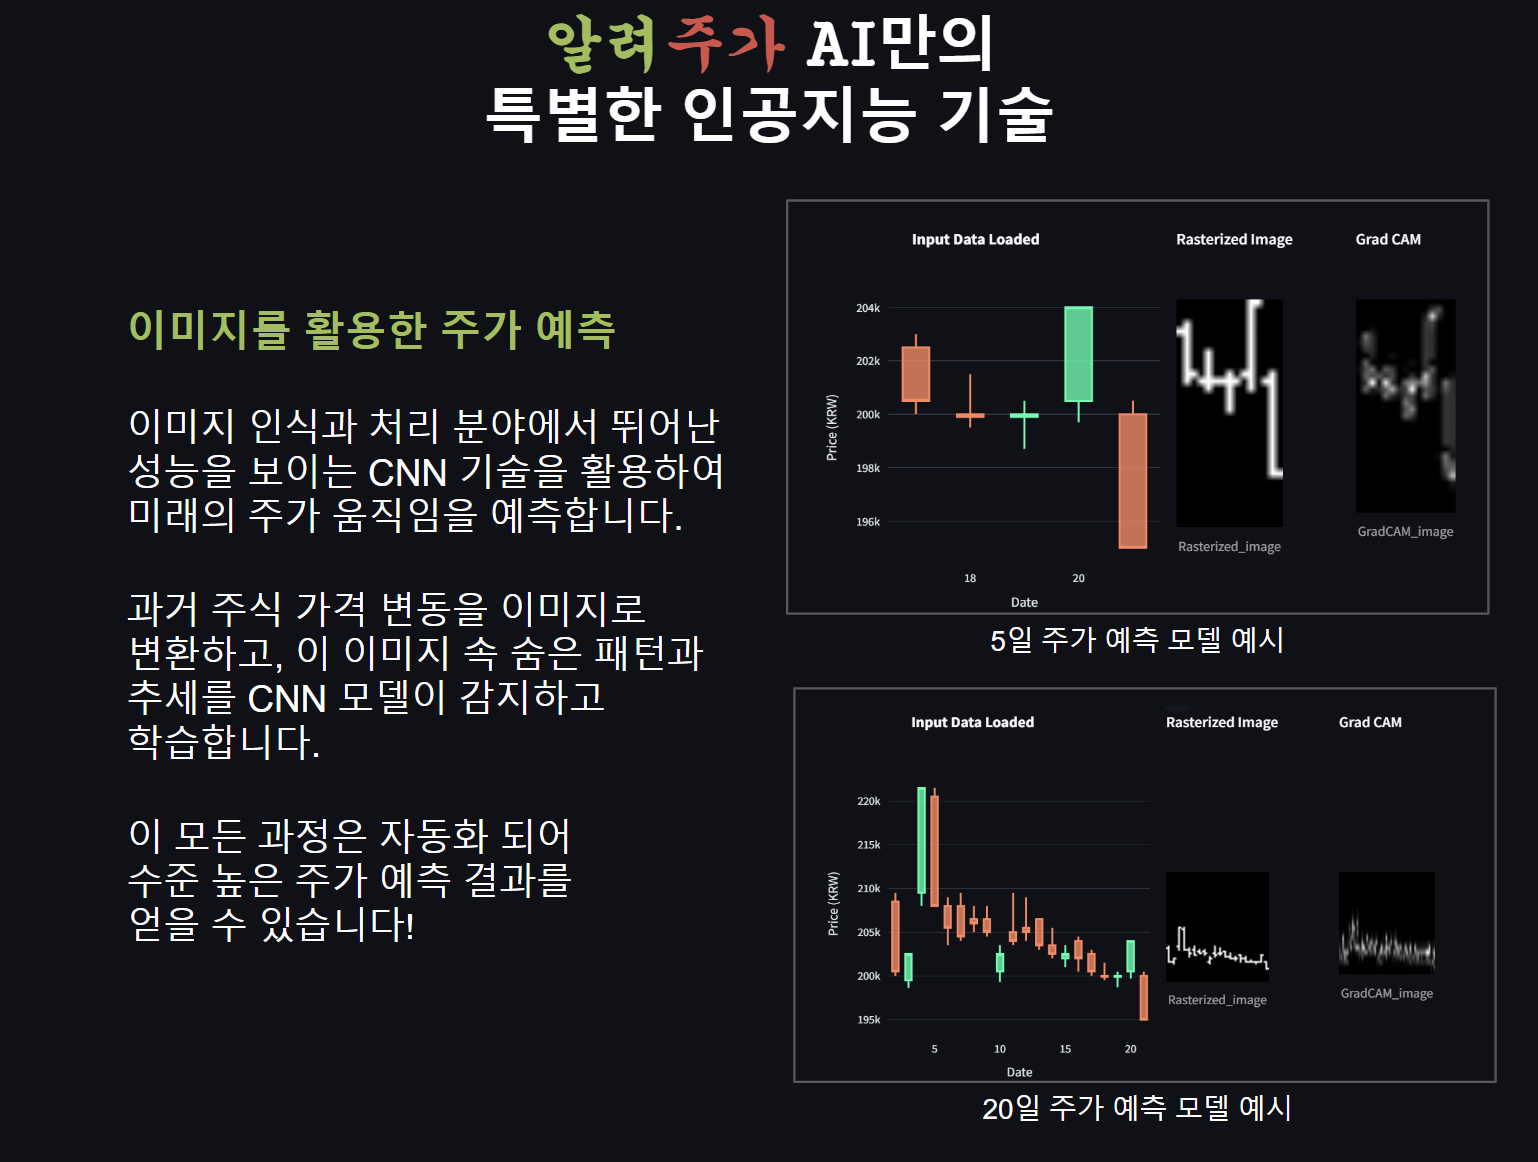 알려주가 AI만의
특별한 인공지능 기술
이미지를 활용한 주가 예측
이미지 인식과 처리 분야에서 뛰어난
성능을 보이는 CNN 기술을 활용하여
미래의 주가 움직임을 예측합니다.
과거 주식 가격 변동을 이미지로
변환하고, 이 이미지 속 숨은 패턴과
추세를 CNN 모델이 감지하고
학습합니다.
이 모든 과정은 자동화 되어
수준 높은 주가 예측 결과를
얻을 수 있습니다!
Input Data Loaded
Rasterized Image
Grad CAM
204k
202k
200k
198k
196k
Price (KRW)
18
20
Date
Rasterized_image
GradCAM_image
5일 주가 예측 모델 예시
Input Data Loaded
Rasterized Image
Grad CAM
220k
215k
210k
205k
200k
195k
Price (KRW)
5
10
15
20
Date
Rasterized_image
GradCAM_image
20일 주가 예측 모델 예시